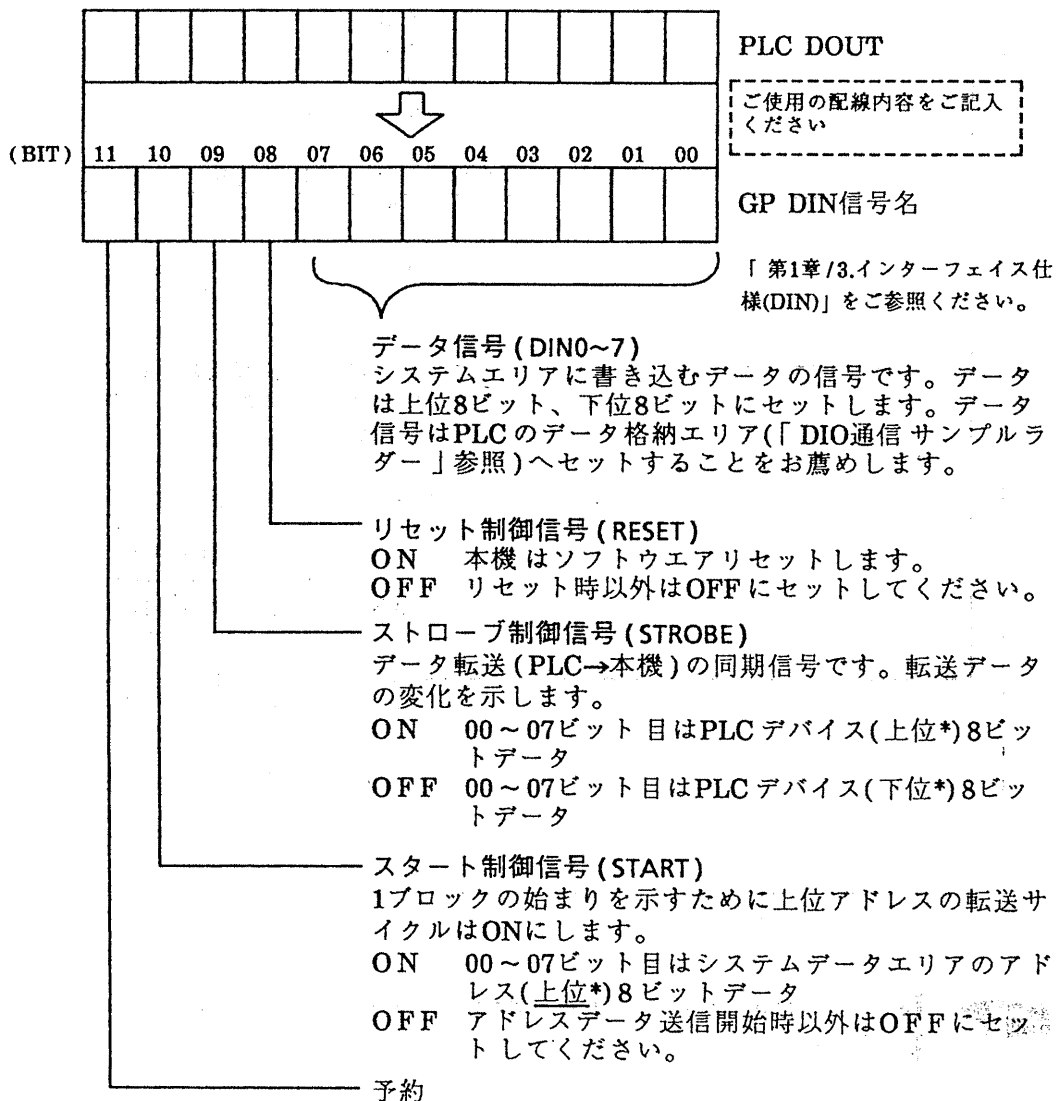 PLC DOUT
ご使用の配線内容をご記入
ください
(BIT) 11 10 09 08 07 06 05 04 03 02 01 00
GP DIN信号名
「第1章/3.インターフェイス仕
様(DIN)」をご参照ください。
データ信号(DIN0~7)
システムエリアに書き込むデータの信号です。データ
は上位8ビット、下位8ビットにセットします。データ
信号はPLCのデータ格納エリア(「DIO通信 サンプルラ
ダー」参照)へセットすることをお薦めします。
リセット制御信号(RESET)
ON 本機はソフトウエアリセットします。
OFF リセット時以外はOFFにセットしてください。
ストローブ制御信号(STROBE)
データ転送(PLC→本機)の同期信号です。転送データ
の変化を示します。
ON 00~07ビット目はPLCデバイス(上位*)8ビッ
トデータ
OFF 00~07ビット目はPLCデバイス(下位*)8ビッ
トデータ
スタート制御信号(START)
1ブロックの始まりを示すために上位アドレスの転送サ
イクルはONにします。
ON 00~07ビット目はシステムデータエリアのアド
レス(上位*)8ビットデータ
OFF アドレスデータ送信開始時以外はOFFにセッ
トしてください。
予約